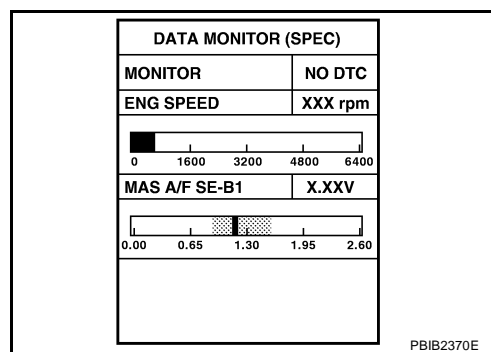 DATA MONITOR (SPEC)
MONITOR NO DTC
ENG SPEED XXX rpm
0 1600 3200 4800 6400
MAS A/F SE-B1 X.XXV
0.00 0.65 1.30 1.95 2.60
PBIB2370E